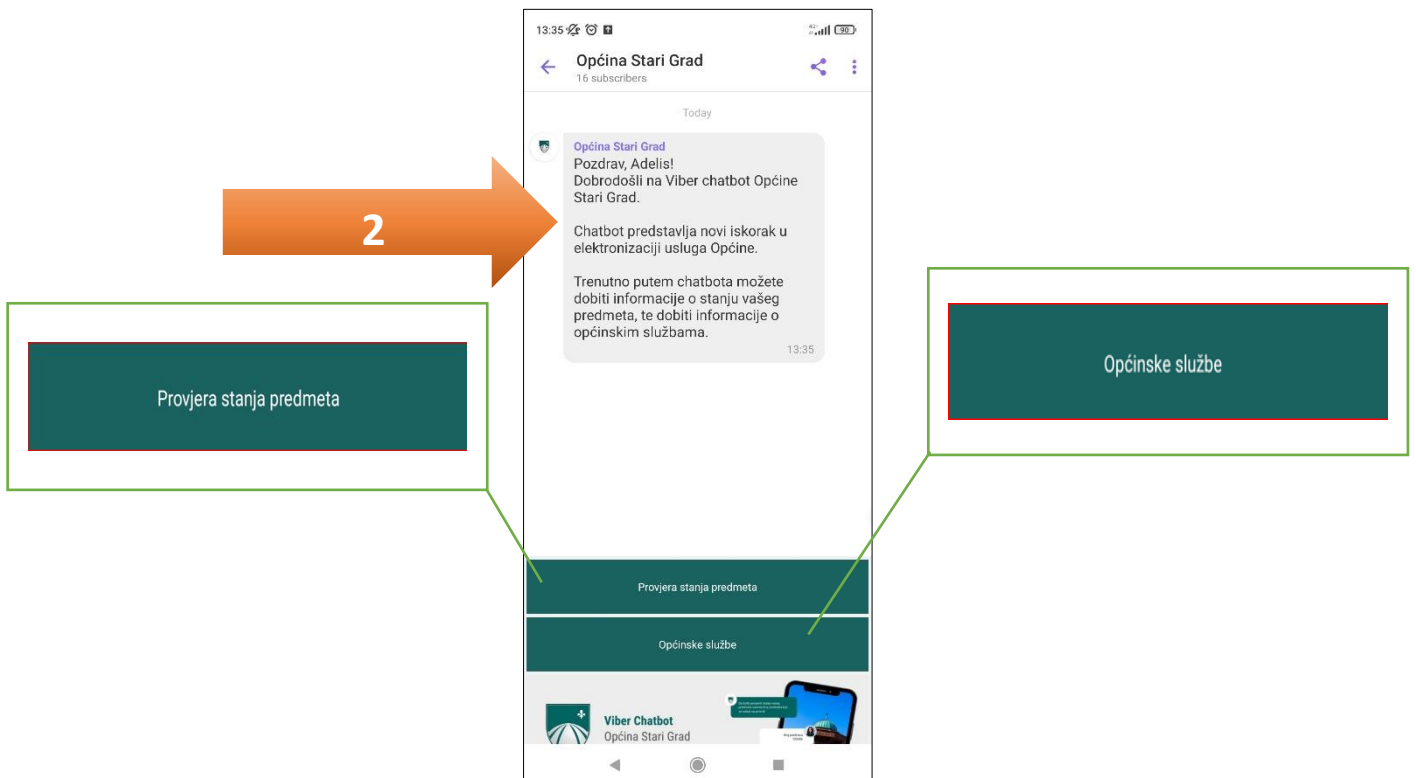 13:35
90
Općina Stari Grad
16 subscribers
Today
Općina Stari Grad
Pozdrav, Adelis!
Dobrodošli na Viber chatbot Općine
Stari Grad.
Chatbot predstavlja novi iskorak u
elektronizaciji usluga Općine.
Trenutno putem chatbota možete
dobiti informacije o stanju vašeg
predmeta, te dobiti informacije o
općinskim službama.
13:35
2
Provjera stanja predmeta
Općinske službe
Provjera stanja predmeta
Općinske službe
Viber Chatbot
Općina Stari Grad